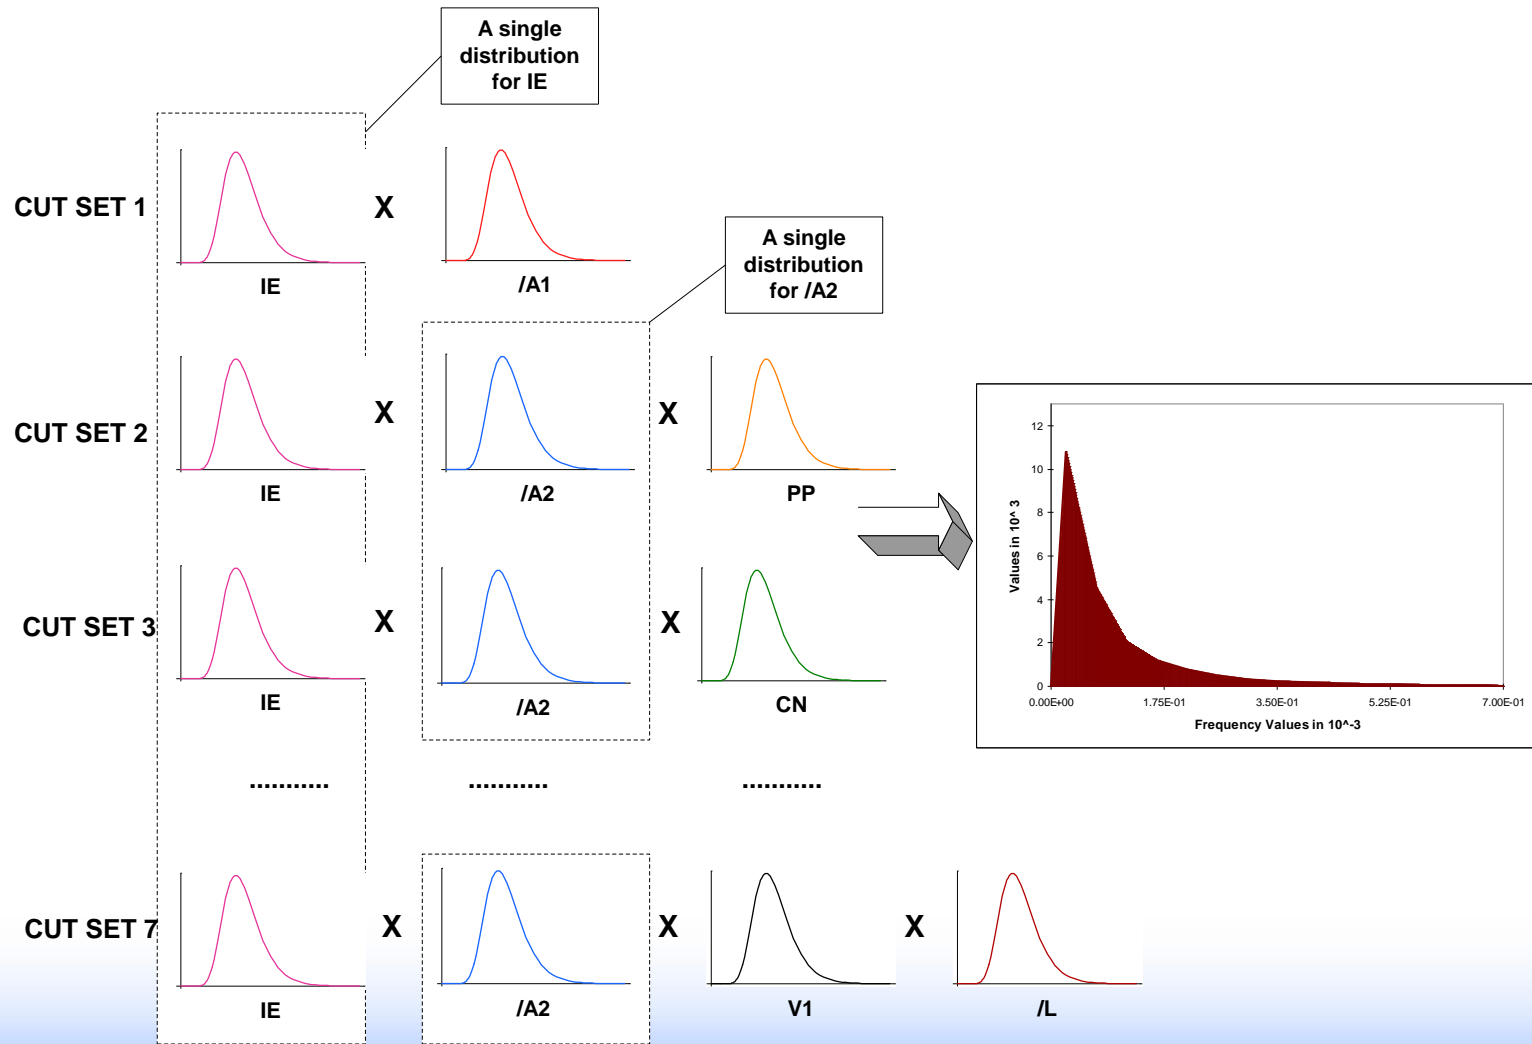 A single
distribution
for IE
CUT SET 1
X
IE
/A1
A single
distribution
for /A2
CUT SET 2
X
X
IE
/A2
PP
CUT SET 3
X
X
IE
/A2
CN
...........
...........
...........
CUT SET 7
X
X
X
IE
/A2
V1
/L
Values in 10^ 3
12
10
8
6
4
2
0
0.00E+00
1.75E-01
3.50E-01
5.25E-01
7.00E-01
Frequency Values in 10^-3